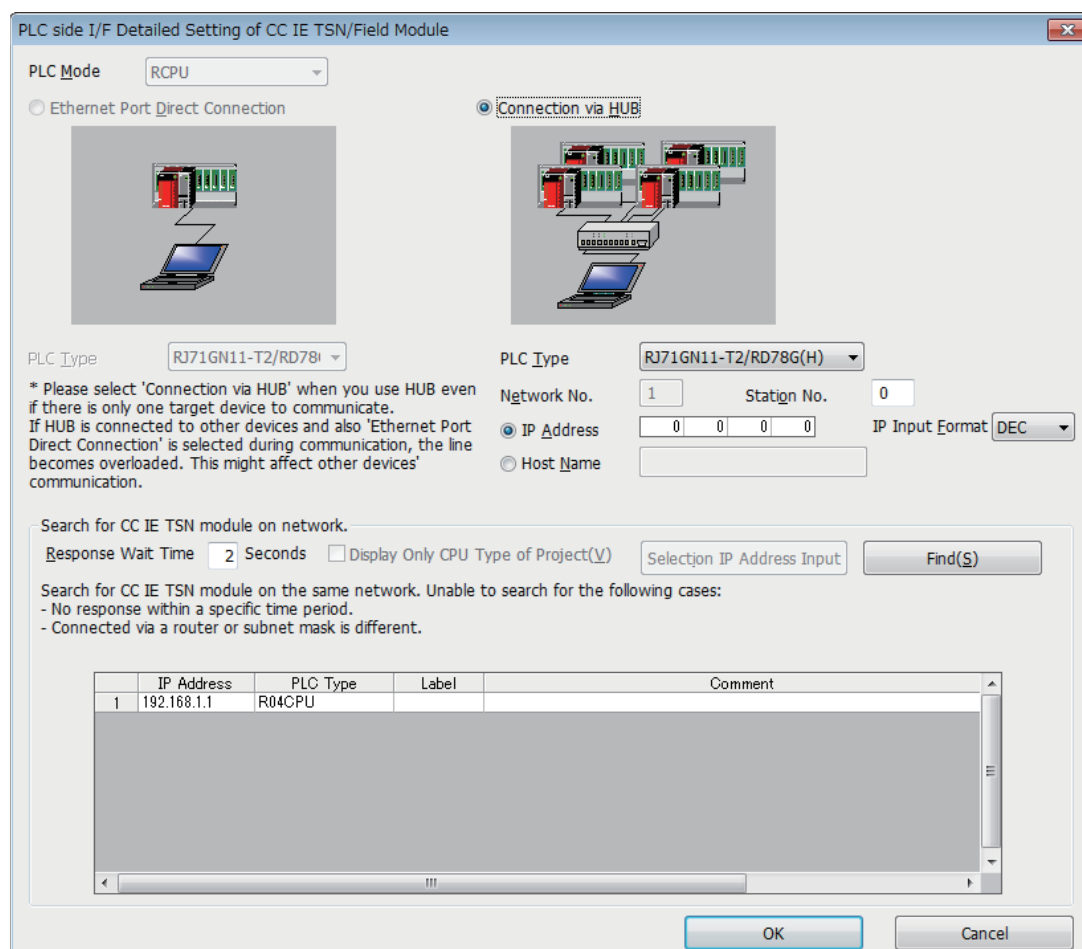 PLC side I/F Detailed Setting of CC IE TSN/Field Module
PLC Mode RCPU
Ethernet Port Direct Connection
Connection via HUB
PLC Type RJ71GN11-T2/RD78(
* Please select 'Connection via HUB' when you use HUB even
if there is only one target device to communicate.
If HUB is connected to other devices and also 'Ethernet Port
Direct Connection' is selected during communication, the line
becomes overloaded. This might affect other devices'
communication.
PLC Type RJ71GN11-T2/RD78G(H)
Network No. 1 Station No. 0
IP Address 0 0 0 0 IP Input Format DEC
Host Name
Search for CC IE TSN module on network.
Response Wait Time 2 Seconds Display Only CPU Type of Project(V) Selection IP Address Input Find(S)
Search for CC IE TSN module on the same network. Unable to search for the following cases:
- No response within a specific time period.
- Connected via a router or subnet mask is different.
IP Address PLC Type Label Comment
1 192.168.1.1 R04CPU
OK Cancel